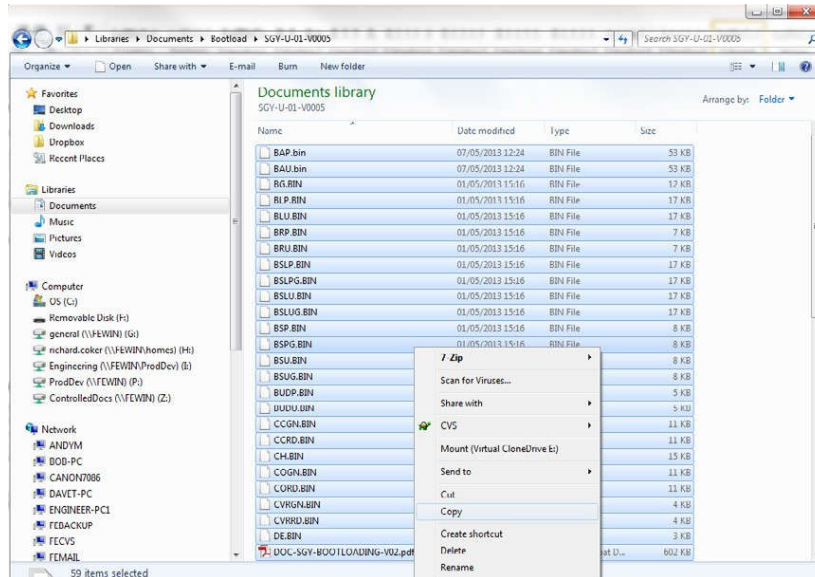 Libraries ▸ Documents ▸ Bootload ▸ SGY-U-01-V0005
Search SGY-U-01-V0005
Organize Open Share with E-mail Burn New folder
Favorites
Desktop
Downloads
Dropbox
Recent Places
Libraries
Documents
Music
Pictures
Videos
Computer
OS (C:)
Removable Disk (F:)
general (\\FEWIN) (G:)
richard.coker (\\FEWIN\homes) (H:)
Engineering (\\FEWIN\ProdDev) (I:)
ProdDev (\\FEWIN) (P:)
ControlledDocs (\\FEWIN) (Z:)
Network
ANDYM
BOB-PC
CANON7086
DAVET-PC
ENGINEER-PC1
FEBACKUP
FECVS
FEMAIL
Documents library
SGY-U-01-V0005
Arrange by: Folder
Name Date modified Type Size
BAP.bin 07/05/2013 12:24 BIN File 53 KB
BAU.bin 07/05/2013 12:24 BIN File 53 KB
BG.BIN 01/05/2013 15:16 BIN File 12 KB
BLP.BIN 01/05/2013 15:16 BIN File 17 KB
BLU.BIN 01/05/2013 15:16 BIN File 17 KB
BRP.BIN 01/05/2013 15:16 BIN File 7 KB
BRU.BIN 01/05/2013 15:16 BIN File 7 KB
BSLP.BIN 01/05/2013 15:16 BIN File 17 KB
BSLPG.BIN 01/05/2013 15:16 BIN File 17 KB
BSLU.BIN 01/05/2013 15:16 BIN File 17 KB
BSLUG.BIN 01/05/2013 15:16 BIN File 17 KB
BSP.BIN 01/05/2013 15:16 BIN File 8 KB
BSPG.BIN 01/05/2013 15:16 BIN File 8 KB
BSU.BIN 8 KB
BSUG.BIN 8 KB
BUDP.BIN 5 KB
BUDU.BIN 5 KB
CCGN.BIN 11 KB
CCRD.BIN 11 KB
CH.BIN 15 KB
COGN.BIN 11 KB
CORD.BIN 11 KB
CVRGN.BIN 4 KB
CVRRD.BIN 4 KB
DE.BIN 3 KB
DOC-SGY-BOOTLOADING-V02.pdf at D... 602 KB
7-Zip
Scan for Viruses...
Share with
CVS
Mount (Virtual CloneDrive E:)
Send to
Cut
Copy
Create shortcut
Delete
Rename
59 items selected